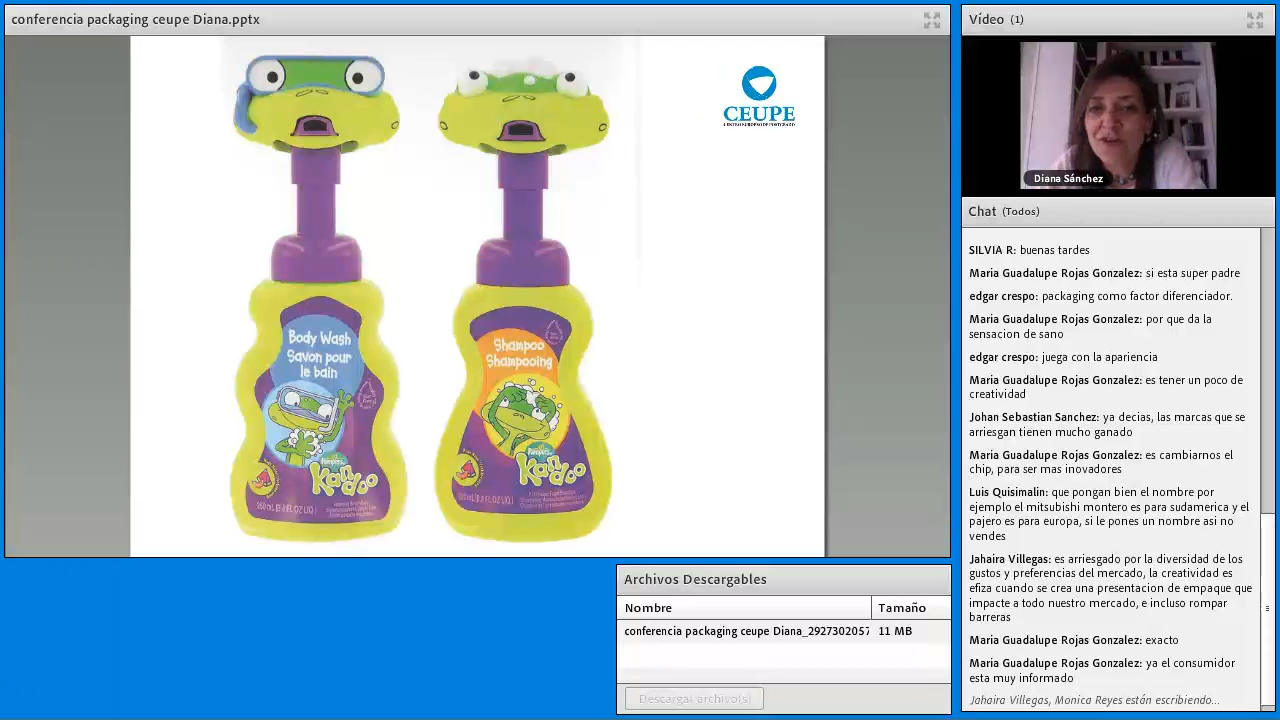 conferencia packaging ceupe Diana.pptx
CEUPE
CENTRO EUROPEO DE POSTGRADO
Body Wash
Savon pour
le bain
Pampers
Kandoo
Shampoo
Shampooing
Pampers
Kandoo
Vídeo (1)
Diana Sánchez
Chat (Todos)
SILVIA R: buenas tardes
Maria Guadalupe Rojas Gonzalez: si esta super padre
edgar crespo: packaging como factor diferenciador.
Maria Guadalupe Rojas Gonzalez: por que da la
sensacion de sano
edgar crespo: juega con la apariencia
Maria Guadalupe Rojas Gonzalez: es tener un poco de
creatividad
Johan Sebastian Sanchez: ya decias, las marcas que se
arriesgan tienen mucho ganado
Maria Guadalupe Rojas Gonzalez: es cambiarnos el
chip, para ser mas inovadores
Luis Quisimalin: que pongan bien el nombre por
ejemplo el mitsubishi montero es para sudamerica y el
pajero es para europa, si le pones un nombre asi no
vendes
Jahaira Villegas: es arriesgado por la diversidad de los
gustos y preferencias del mercado, la creatividad es
efiza cuando se crea una presentacion de empaque que
impacte a todo nuestro mercado, e incluso rompar
barreras
Maria Guadalupe Rojas Gonzalez: exacto
Maria Guadalupe Rojas Gonzalez: ya el consumidor
esta muy informado
Jahaira Villegas, Monica Reyes están escribiendo...
Archivos Descargables
Nombre Tamaño
conferencia packaging ceupe Diana_2927302057 11 MB
Descargar archivo(s)